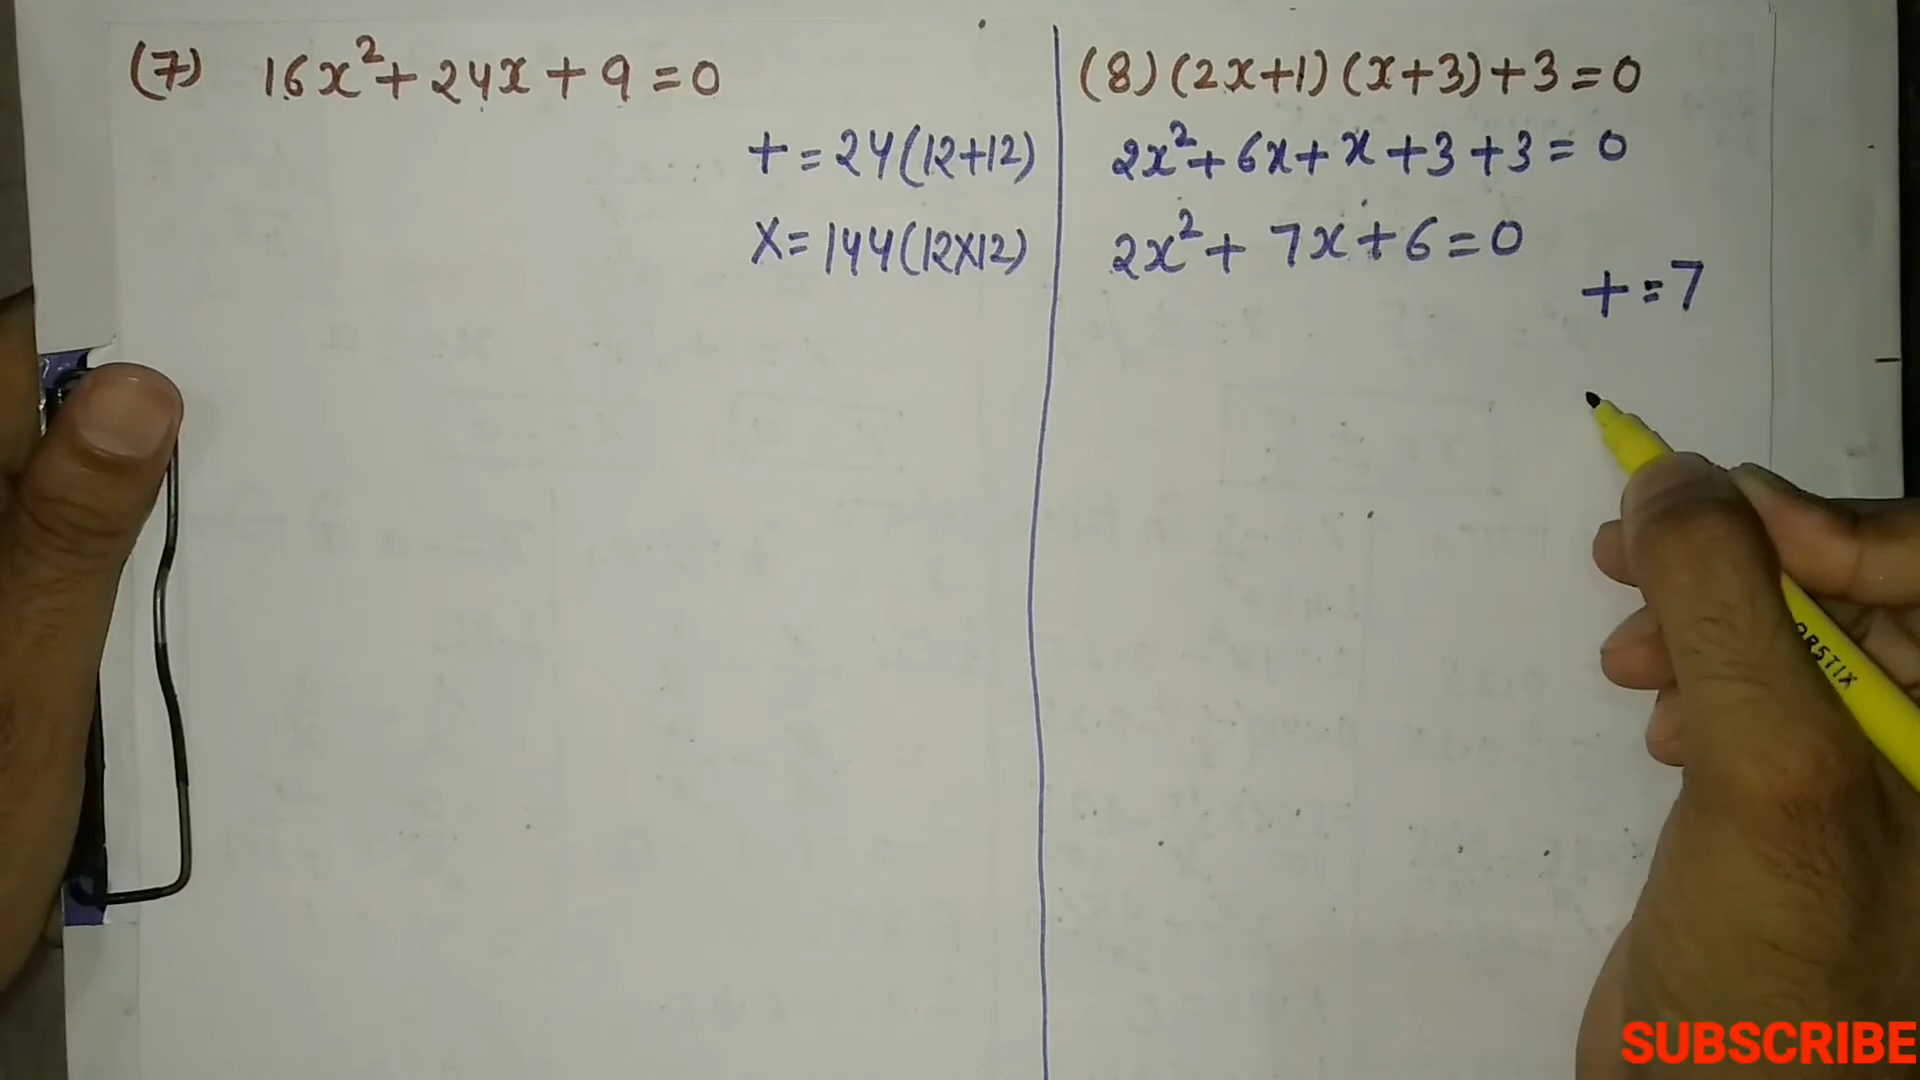 (7) 16x²+24x+9=0
+=24(12+12)
X=144(12X12)
(8)(2x+1)(x+3)+3=0
2x²+6x+x+3+3=0
2x²+7x+6=0
+=7
SUBSCRIBE